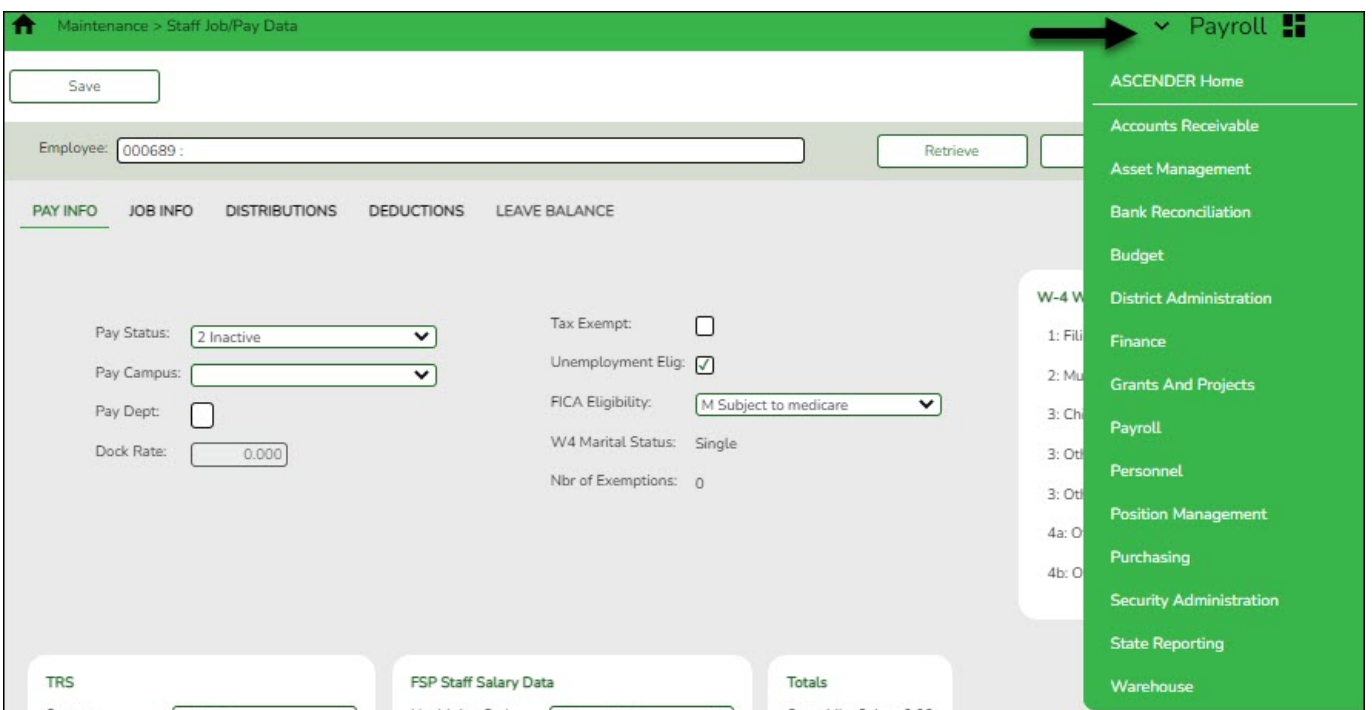 Maintenance > Staff Job/Pay Data
Payroll
Save
Employee: 000689 :
Retrieve
PAY INFO JOB INFO DISTRIBUTIONS DEDUCTIONS LEAVE BALANCE
Pay Status: 2 Inactive
Pay Campus:
Pay Dept:
Dock Rate: 0.000
Tax Exempt:
Unemployment Elig:
FICA Eligibility: M Subject to medicare
W4 Marital Status: Single
Nbr of Exemptions: 0
W-4 W
1: Fili
2: Mu
3: Chi
3: Oth
3: Oth
4a: O
4b: O
TRS
FSP Staff Salary Data
Totals
ASCENDER Home
Accounts Receivable
Asset Management
Bank Reconciliation
Budget
District Administration
Finance
Grants And Projects
Payroll
Personnel
Position Management
Purchasing
Security Administration
State Reporting
Warehouse